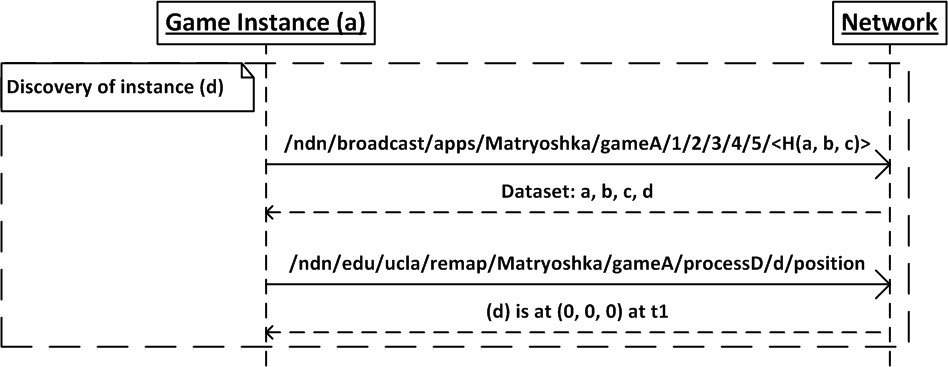 Game Instance (a)
Network
Discovery of instance (d)
/ndn/broadcast/apps/Matryoshka/gameA/1/2/3/4/5/<H(a, b, c)>
Dataset: a, b, c, d
/ndn/edu/ucla/remap/Matryoshka/gameA/processD/d/position
(d) is at (0, 0, 0) at t1